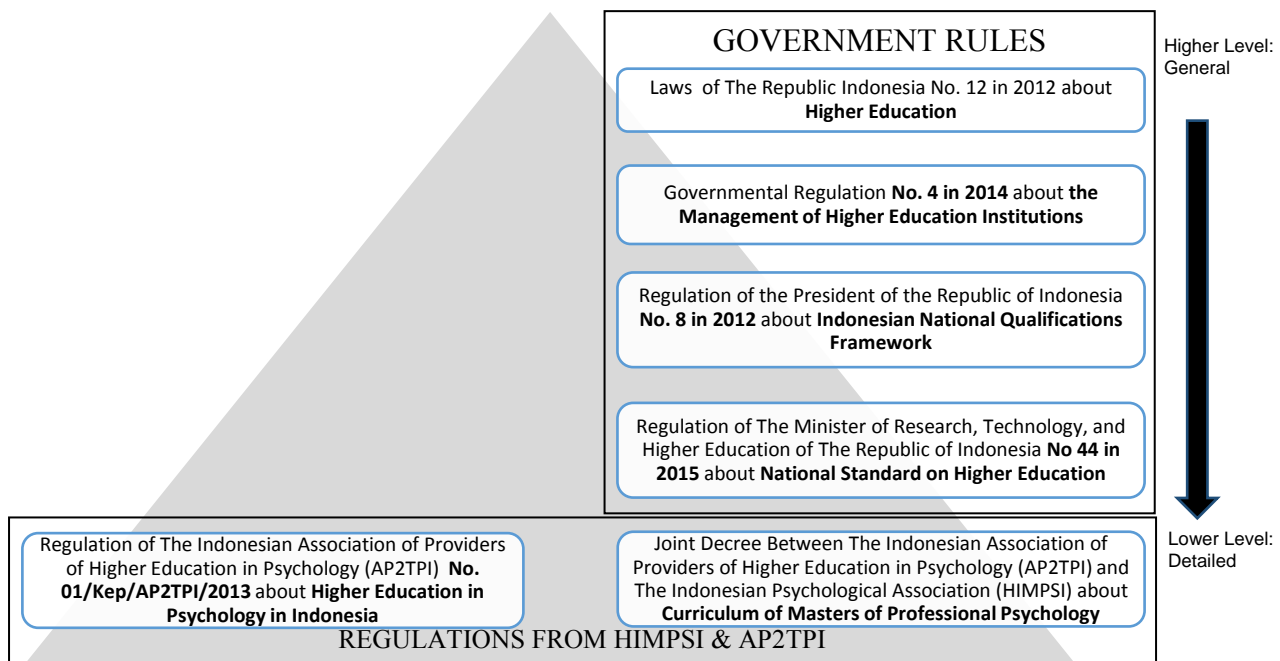 GOVERNMENT RULES
Laws of The Republic Indonesia No. 12 in 2012 about
Higher Education
Governmental Regulation No. 4 in 2014 about the
Management of Higher Education Institutions
Regulation of the President of the Republic of Indonesia
No. 8 in 2012 about Indonesian National Qualifications
Framework
Regulation of The Minister of Research, Technology, and
Higher Education of The Republic of Indonesia No 44 in
2015 about National Standard on Higher Education
Higher Level:
General
Lower Level:
Detailed
Regulation of The Indonesian Association of Providers
of Higher Education in Psychology (AP2TPI) No.
01/Kep/AP2TPI/2013 about Higher Education in
Psychology in Indonesia
Joint Decree Between The Indonesian Association of
Providers of Higher Education in Psychology (AP2TPI) and
The Indonesian Psychological Association (HIMPSI) about
Curriculum of Masters of Professional Psychology
REGULATIONS FROM HIMPSI & AP2TPI